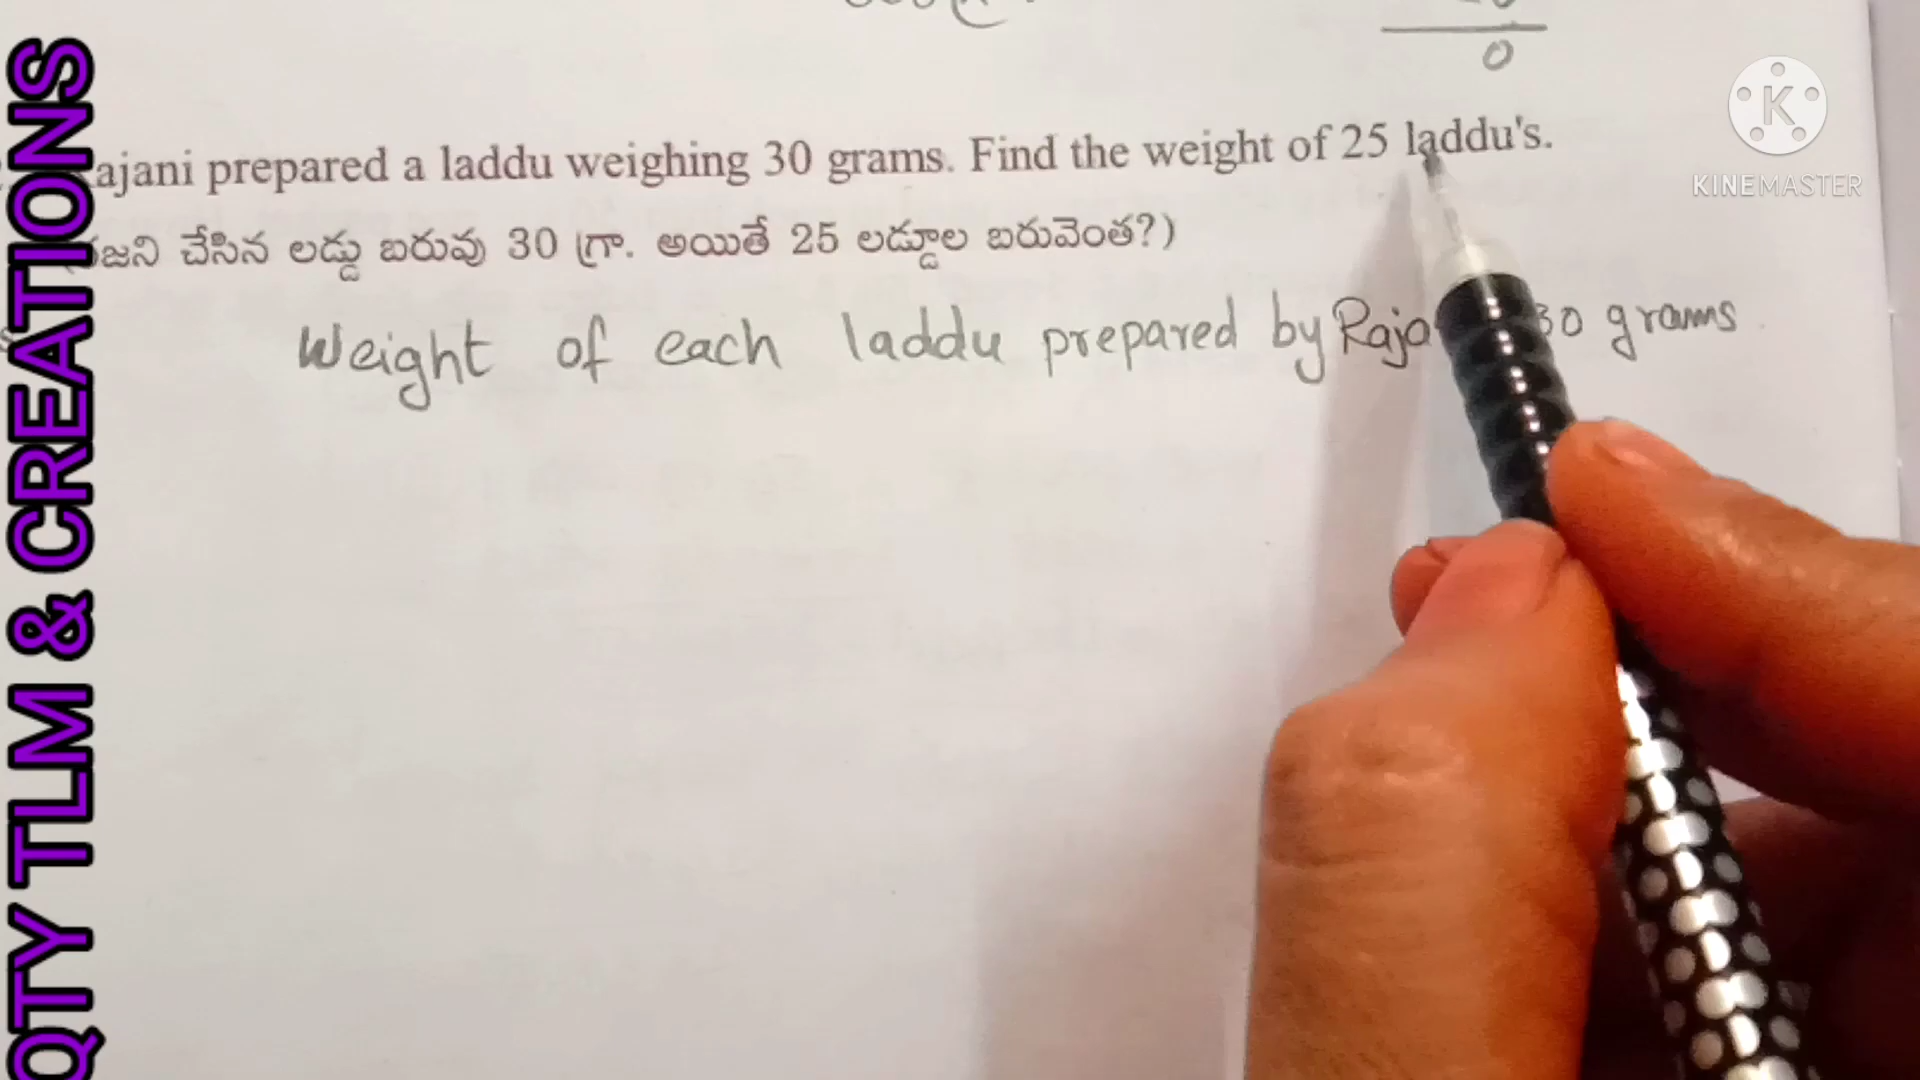 0
ajani prepared a laddu weighing 30 grams. Find the weight of 25 laddu's.
జని చేసిన లడ్డు బరువు 30 గ్రా. అయితే 25 లడ్డూల బరువెంత?)
Weight of each laddu prepared by Raja 30 grams
KINEMASTER
QTY TLM & CREATIONS